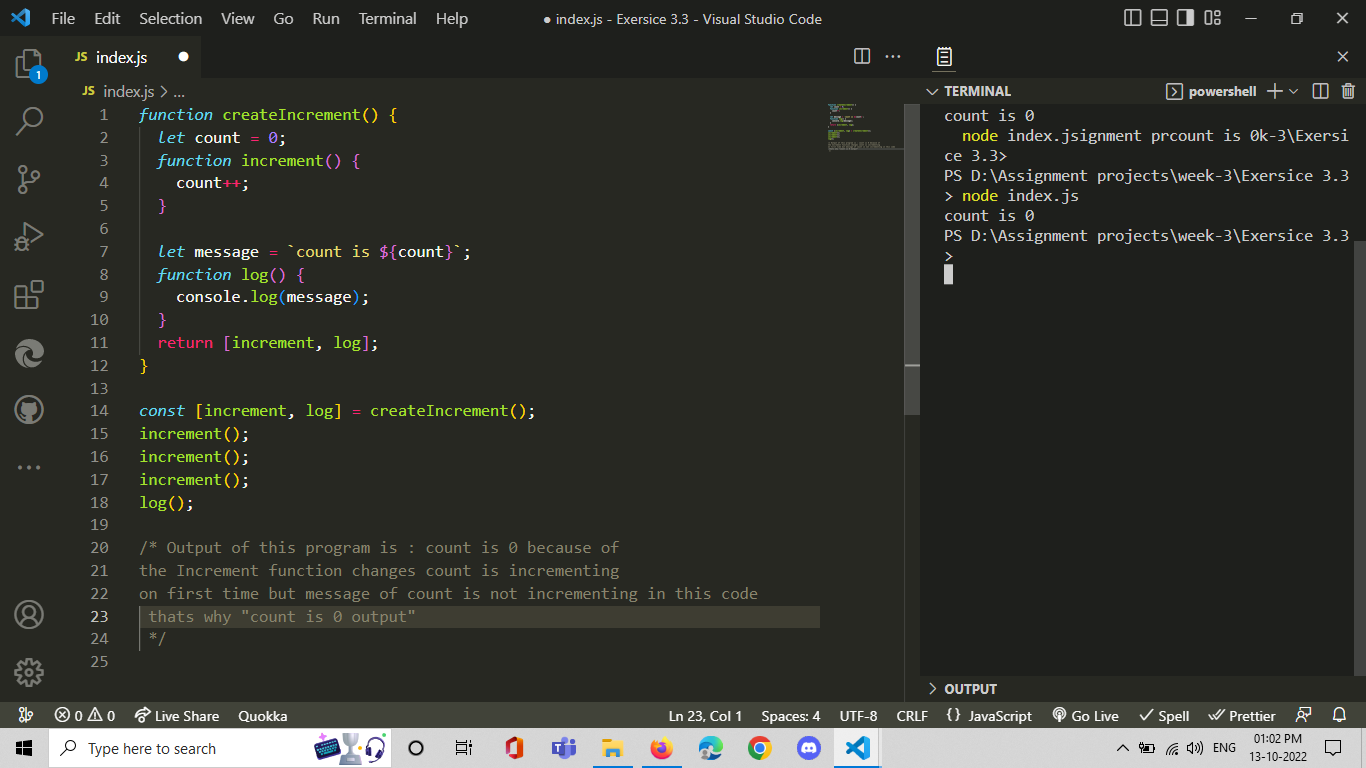 File Edit Selection View Go Run Terminal Help
● index.js - Exersice 3.3 - Visual Studio Code
JS index.js ●
JS index.js > ...
1 function createIncrement() {
2 let count = 0;
3 function increment() {
4 count++;
5 }
6
7 let message = `count is ${count}`;
8 function log() {
9 console.log(message);
10 }
11 return [increment, log];
12 }
13
14 const [increment, log] = createIncrement();
15 increment();
16 increment();
17 increment();
18 log();
19
20 /* Output of this program is : count is 0 because of
21 the Increment function changes count is incrementing
22 on first time but message of count is not incrementing in this code
23 thats why "count is 0 output"
24 */
25
TERMINAL
powershell
count is 0
node index.jsignment prcount is 0k-3\Exersi
ce 3.3>
PS D:\Assignment projects\week-3\Exersice 3.3
> node index.js
count is 0
PS D:\Assignment projects\week-3\Exersice 3.3
>
OUTPUT
1
0 0 Live Share Quokka
Ln 23, Col 1 Spaces: 4 UTF-8 CRLF {} JavaScript Go Live Spell Prettier
Type here to search
ENG
01:02 PM
13-10-2022